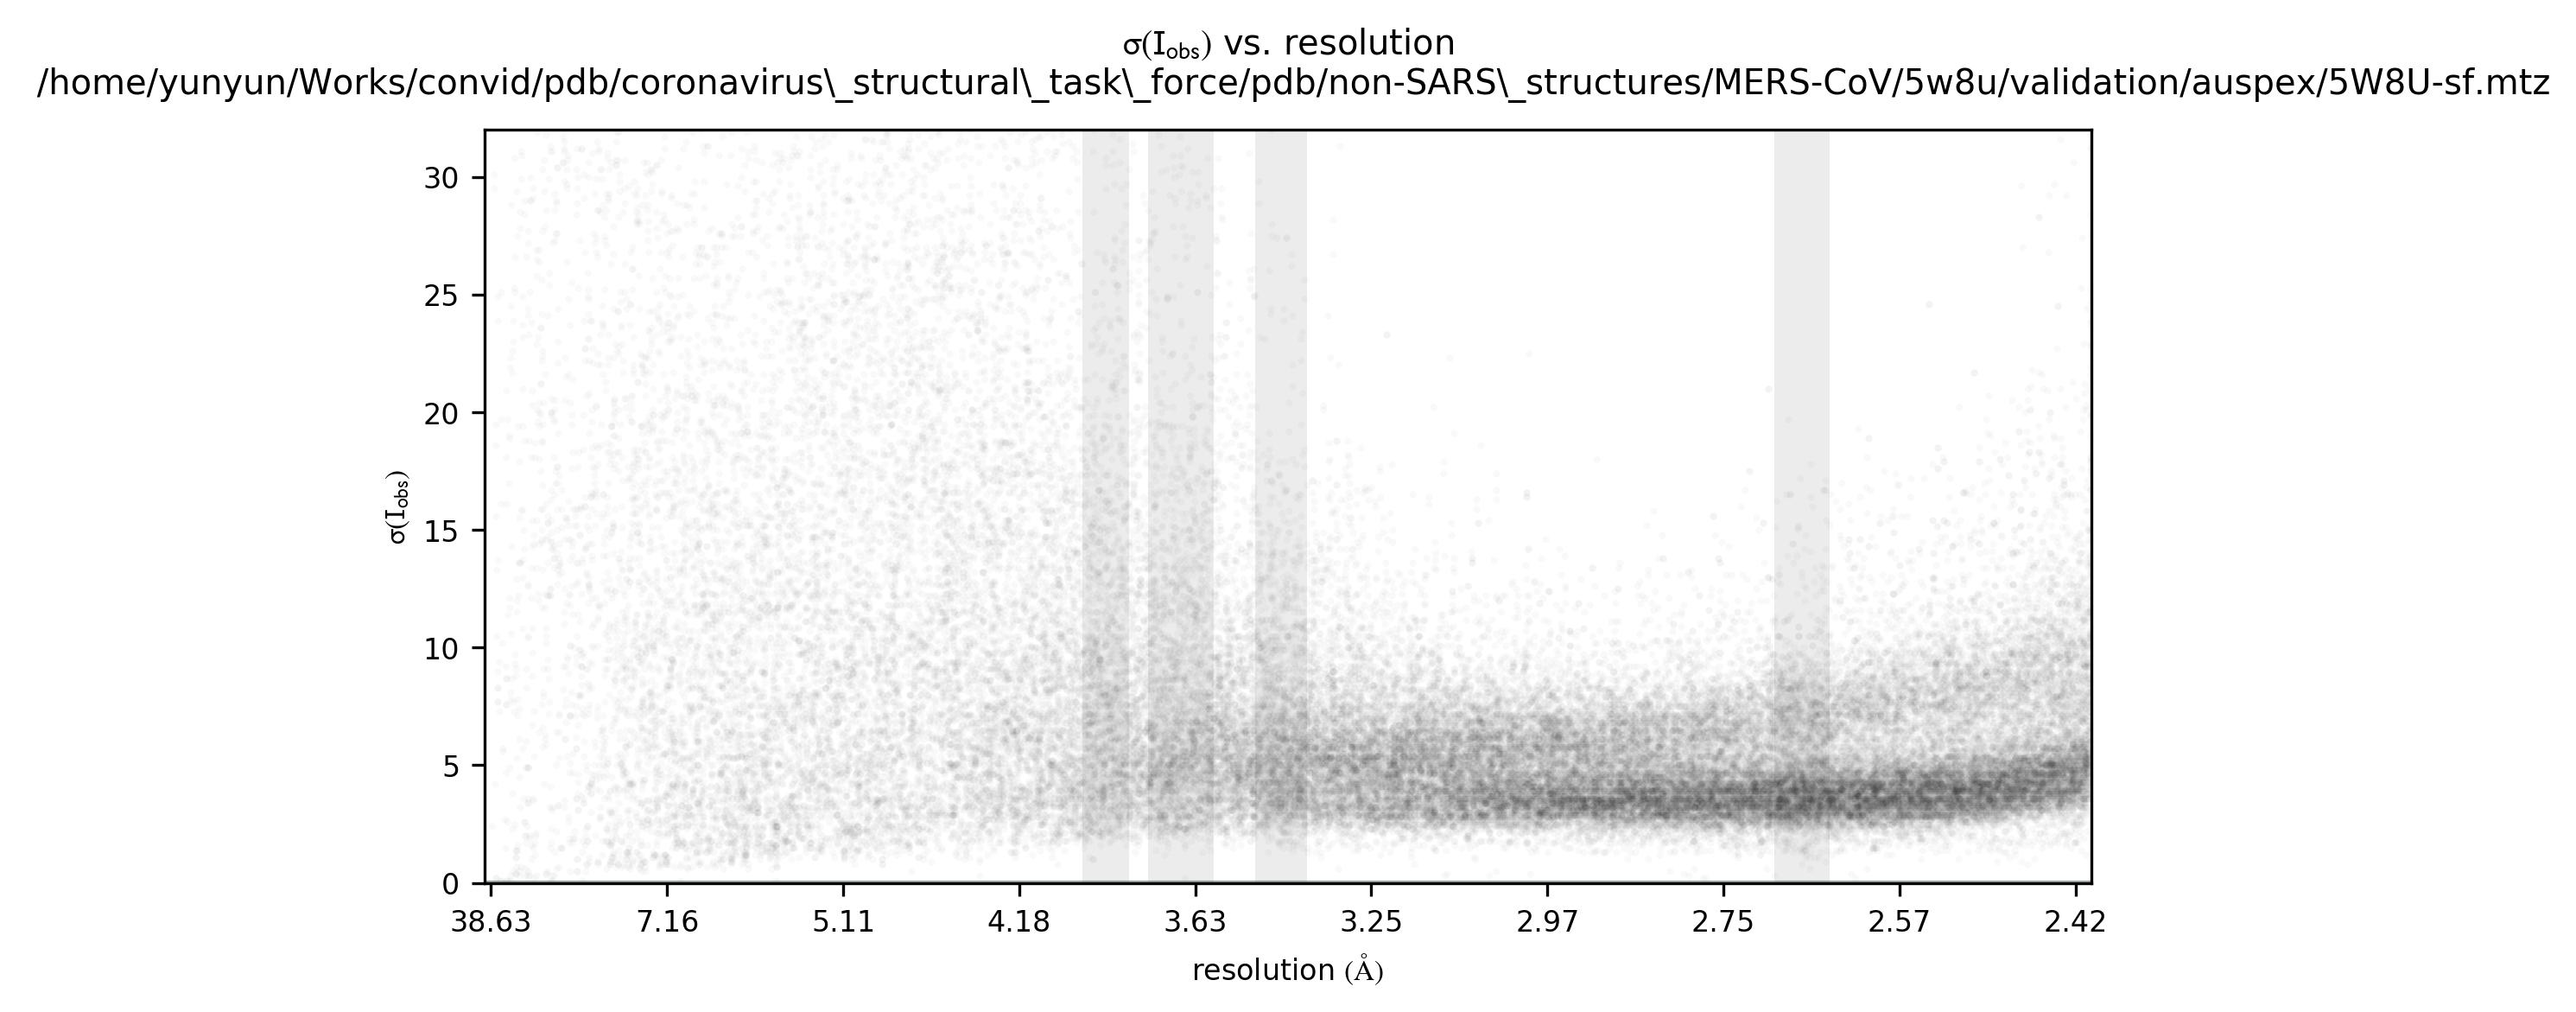 σ(Iobs) vs. resolution
/home/yunyun/Works/convid/pdb/coronavirus\_structural\_task\_force/pdb/non-SARS\_structures/MERS-CoV/5w8u/validation/auspex/5W8U-sf.mtz
σ(Iobs)
30
25
20
15
10
5
0
38.63 7.16 5.11 4.18 3.63 3.25 2.97 2.75 2.57 2.42
resolution (Å)